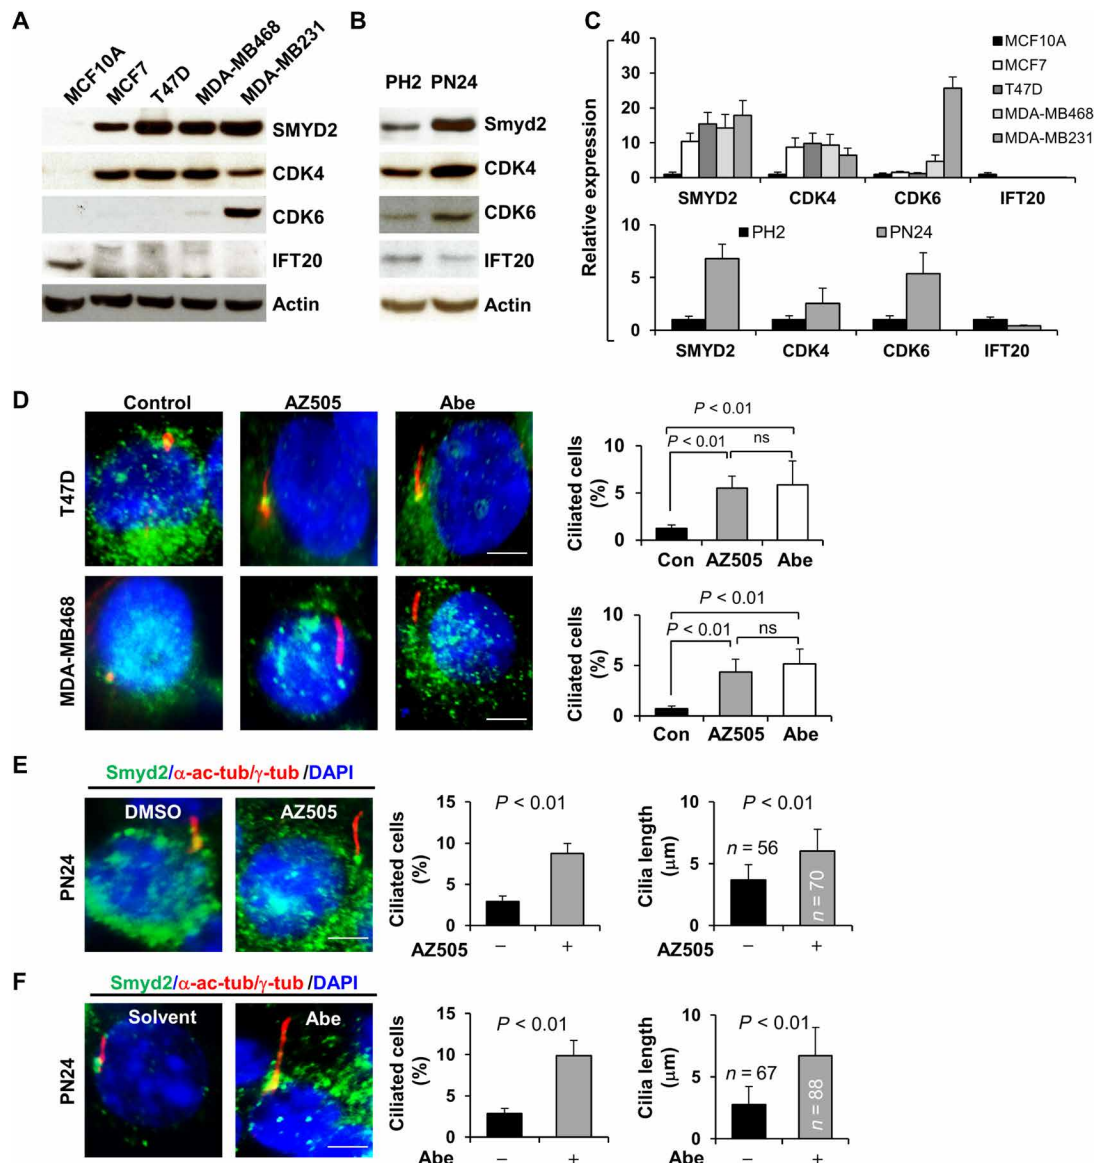 A
MCF10A
MCF7
T47D
MDA-MB468
MDA-MB231
SMYD2
CDK4
CDK6
IFT20
Actin
B
PH2 PN24
Smyd2
CDK4
CDK6
IFT20
Actin
C
Relative expression
40
30
20
10
0
MCF10A
MCF7
T47D
MDA-MB468
MDA-MB231
SMYD2 CDK4 CDK6 IFT20
10
5
0
PH2 PN24
SMYD2 CDK4 CDK6 IFT20
D
Control AZ505 Abe
T47D
MDA-MB468
Ciliated cells
(%)
10
5
0
P < 0.01
P < 0.01
ns
Con AZ505 Abe
Ciliated cells
(%)
10
5
0
P < 0.01
P < 0.01
ns
Con AZ505 Abe
E
Smyd2/α-ac-tub/γ-tub /DAPI
PN24
DMSO AZ505
Ciliated cells
(%)
15
10
5
0
P < 0.01
AZ505 – +
Cilia length
(μm)
10
5
0
P < 0.01
n = 56
n = 70
AZ505 – +
F
Smyd2/α-ac-tub/γ-tub /DAPI
PN24
Solvent Abe
Ciliated cells
(%)
15
10
5
0
P < 0.01
Abe – +
Cilia length
(μm)
10
5
0
P < 0.01
n = 67
n = 88
Abe – +